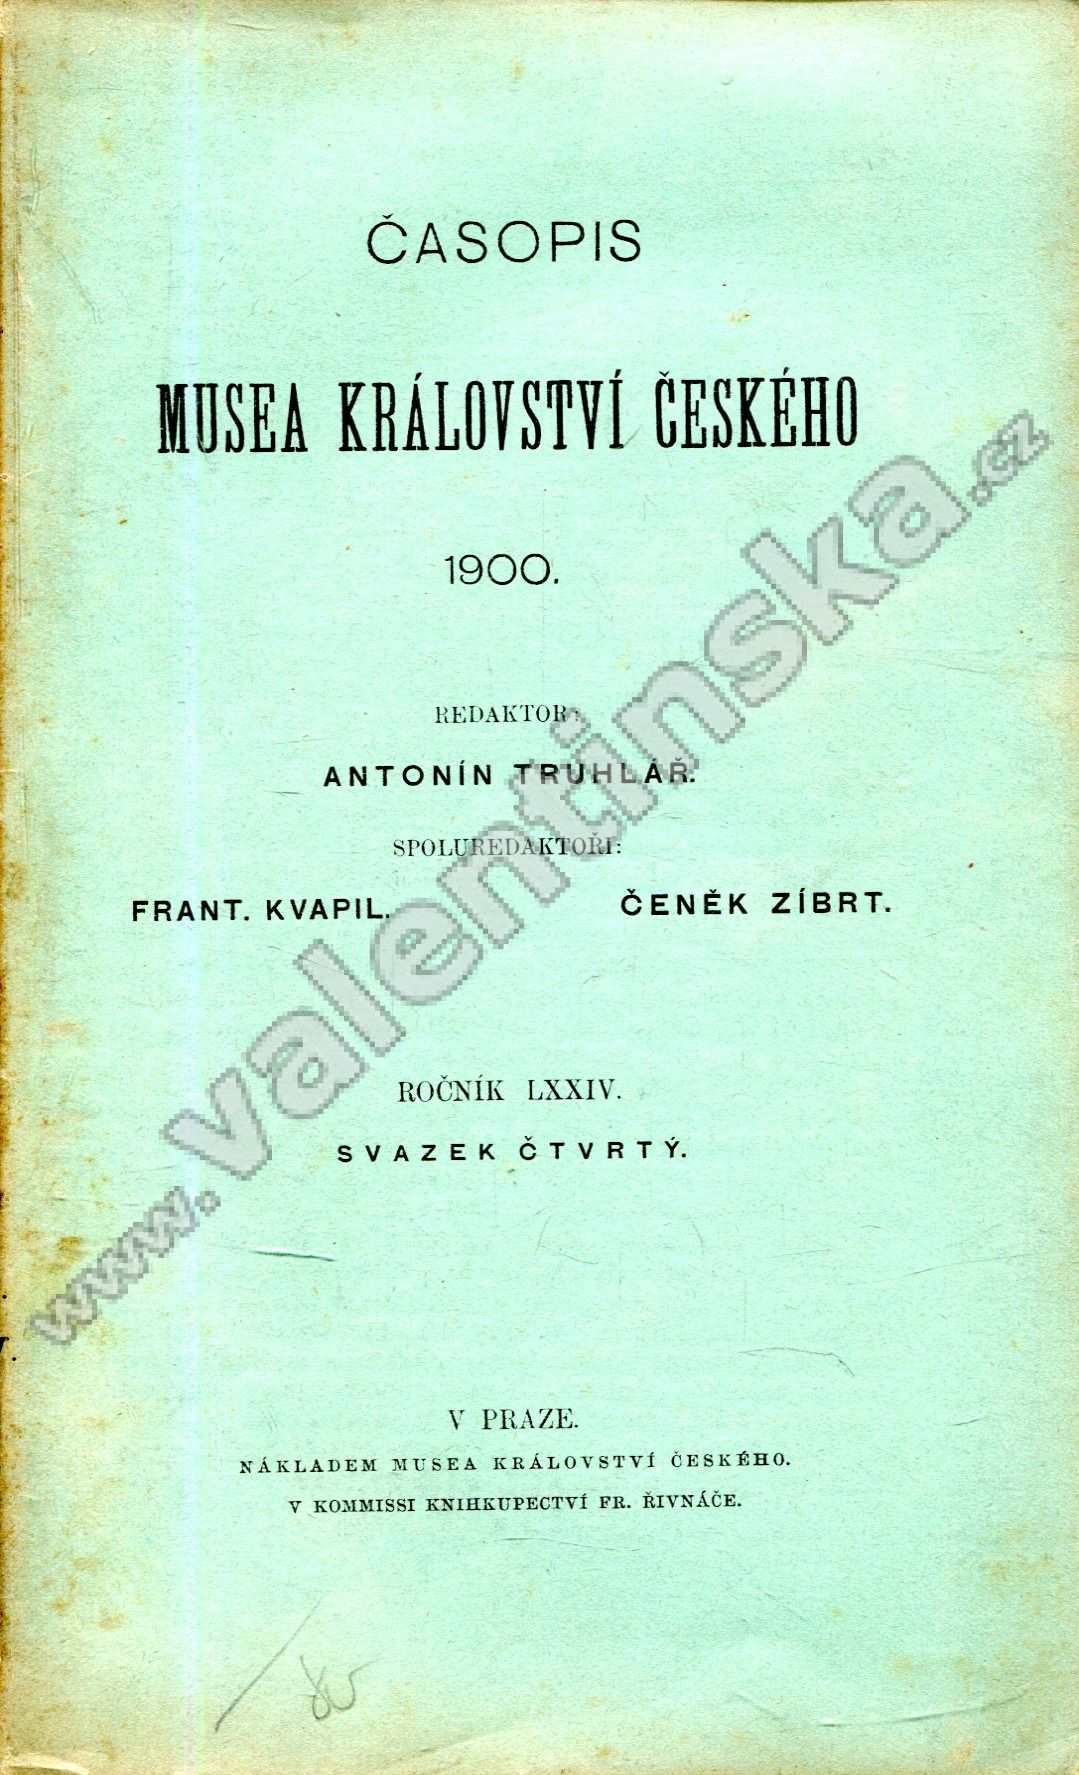 ČASOPIS
MUSEA KRÁLOVSTVÍ ČESKÉHO
1900.
REDAKTOR:
ANTONÍN TRUHLÁŘ.
SPOLUREDAKTOŘI:
FRANT. KVAPIL. ČENĚK ZÍBRT.
ROČNÍK LXXIV.
SVAZEK ČTVRTÝ.
V PRAZE.
NÁKLADEM MUSEA KRÁLOVSTVÍ ČESKÉHO.
V KOMMISSI KNIHKUPECTVÍ FR. ŘIVNÁČE.
www.valentinska.cz